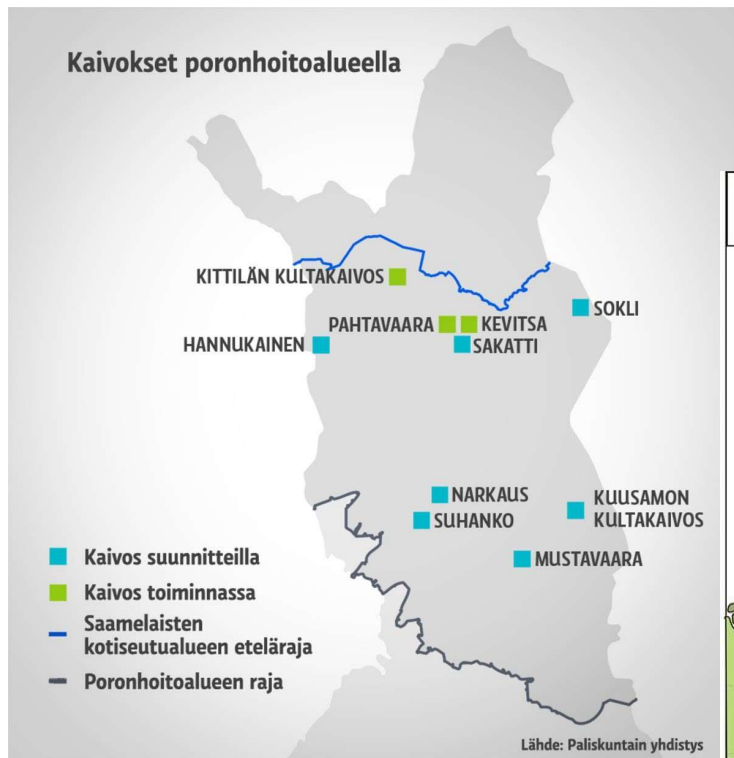 Kaivokset poronhoitoalueella
KITTILÄN KULTAKAIVOS
SOKLI
PAHTAVAARA
KEVITSA
HANNUKAINEN
SAKATTI
NARKAUS
KUUSAMON
KULTAKAIVOS
SUHANKO
MUSTAVAARA
Kaivos suunnitteilla
Kaivos toiminnassa
Saamelaisten
kotiseutualueen eteläraja
Poronhoitoalueen raja
Lähde: Paliskuntain yhdistys